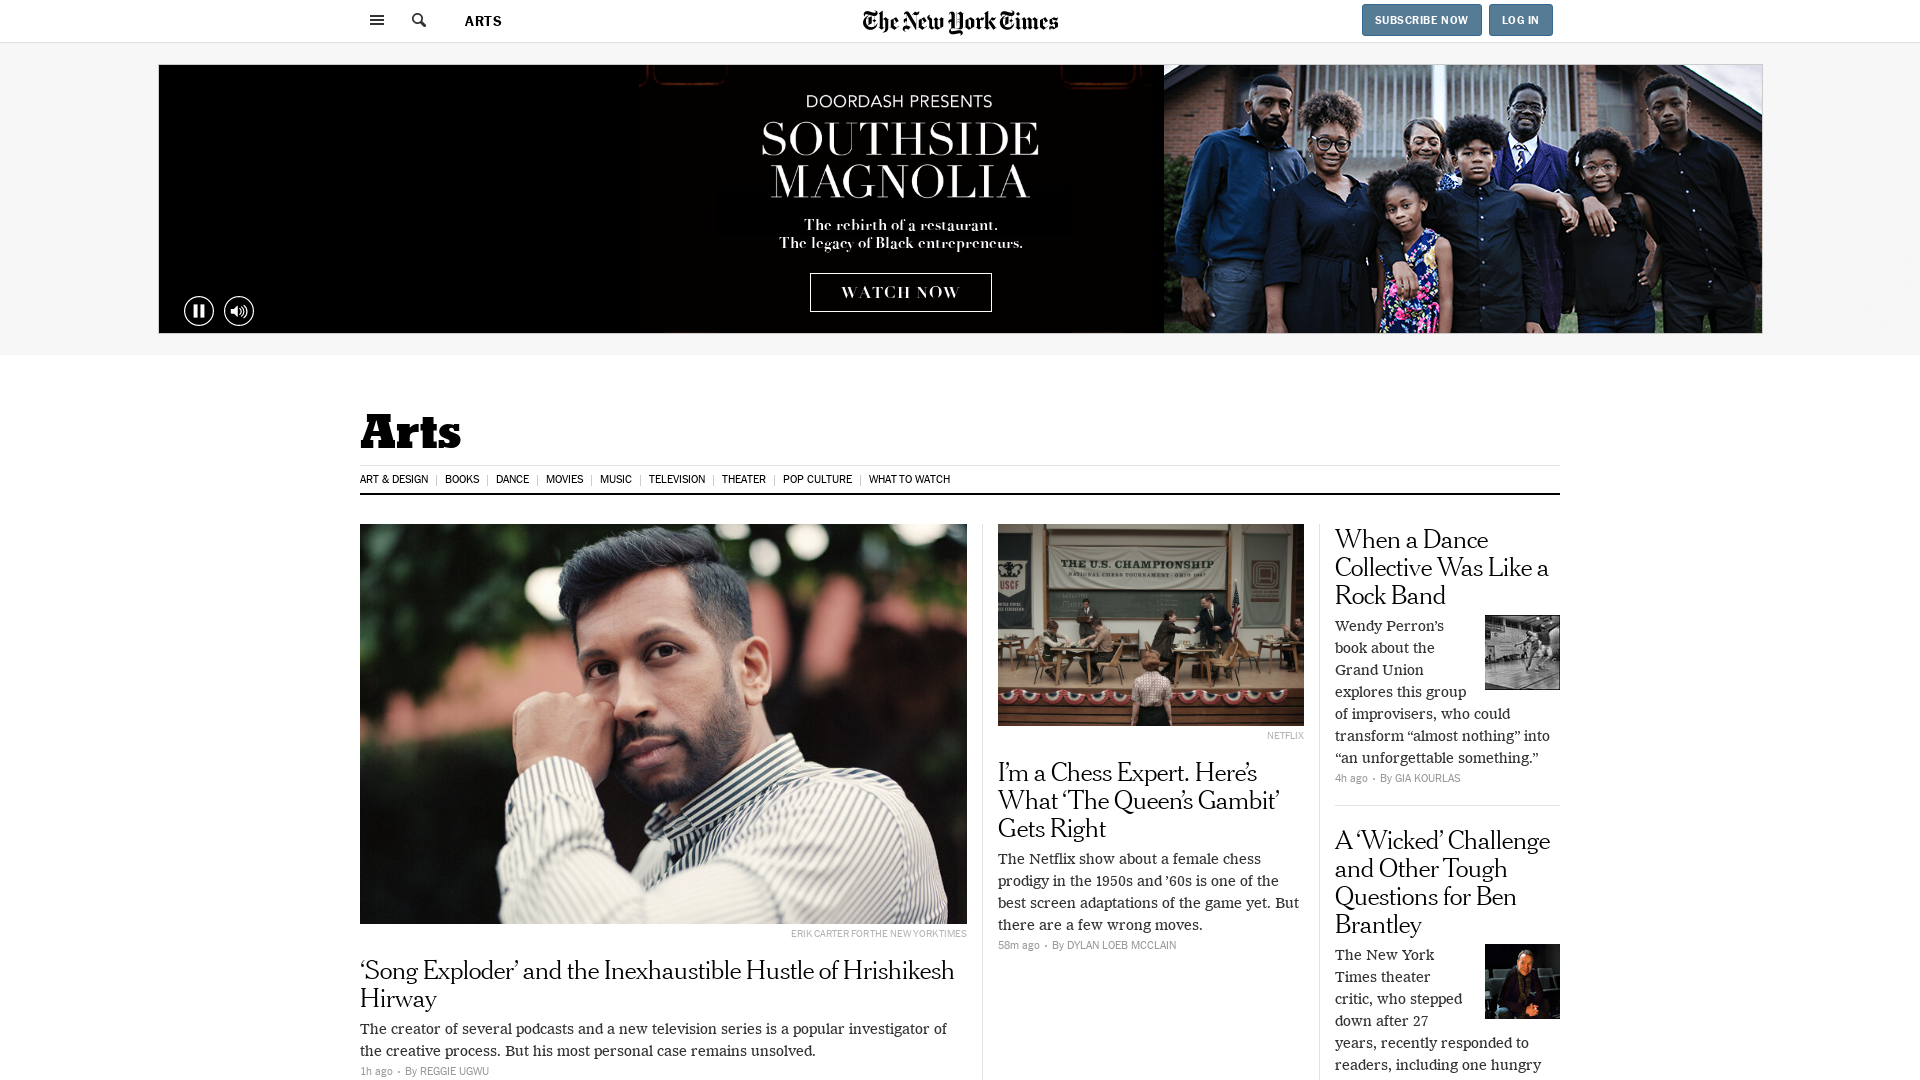 ARTS
The New York Times
SUBSCRIBE NOW
LOG IN
DOORDASH PRESENTS
SOUTHSIDE
MAGNOLIA
The rebirth of a restaurant.
The legacy of Black entrepreneurs.
WATCH NOW
Arts
ART & DESIGN
BOOKS
DANCE
MOVIES
MUSIC
TELEVISION
THEATER
POP CULTURE
WHAT TO WATCH
ERIK CARTER FOR THE NEW YORK TIMES
‘Song Exploder’ and the Inexhaustible Hustle of Hrishikesh
Hirway
The creator of several podcasts and a new television series is a popular investigator of
the creative process. But his most personal case remains unsolved.
1h ago · By REGGIE UGWU
THE U.S. CHAMPIONSHIP
NATIONAL CHESS TOURNAMENT · OHIO 1967
USCF
NETFLIX
I’m a Chess Expert. Here’s
What ‘The Queen’s Gambit’
Gets Right
The Netflix show about a female chess
prodigy in the 1950s and ’60s is one of the
best screen adaptations of the game yet. But
there are a few wrong moves.
58m ago · By DYLAN LOEB MCCLAIN
When a Dance
Collective Was Like a
Rock Band
Wendy Perron’s
book about the
Grand Union
explores this group
of improvisers, who could
transform “almost nothing” into
“an unforgettable something.”
4h ago · By GIA KOURLAS
A ‘Wicked’ Challenge
and Other Tough
Questions for Ben
Brantley
The New York
Times theater
critic, who stepped
down after 27
years, recently responded to
readers, including one hungry